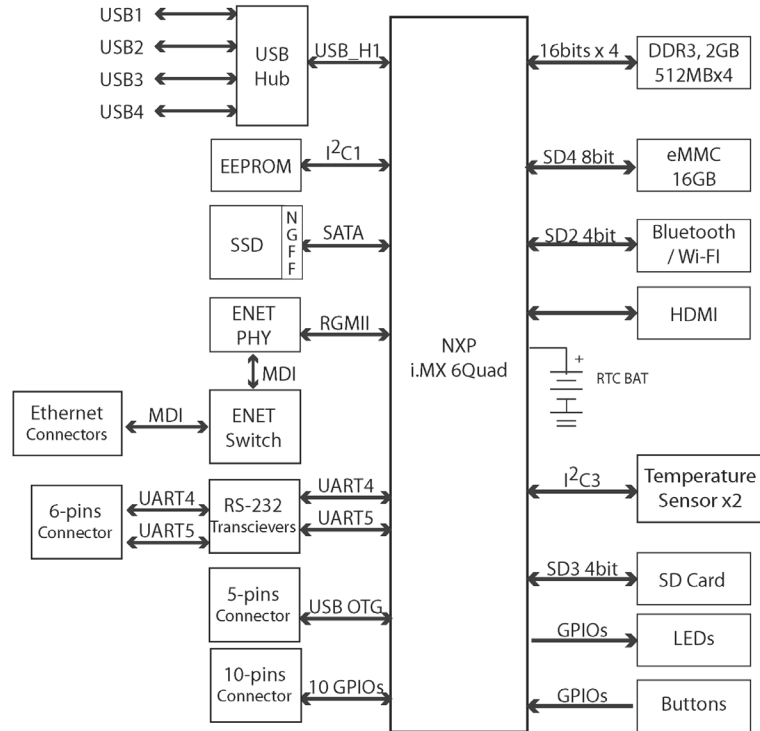 USB1
USB2
USB3
USB4
USB
Hub
USB_H1
EEPROM
I²C1
SSD
N
G
F
F
SATA
ENET
PHY
RGMII
MDI
Ethernet
Connectors
MDI
ENET
Switch
6-pins
Connector
UART4
UART5
RS-232
Transcievers
UART4
UART5
5-pins
Connector
USB OTG
10-pins
Connector
10 GPIOs
NXP
i.MX 6Quad
16bits x 4
DDR3, 2GB
512MBx4
SD4 8bit
eMMC
16GB
SD2 4bit
Bluetooth
/ Wi-FI
HDMI
+
RTC BAT
I²C3
Temperature
Sensor x2
SD3 4bit
SD Card
GPIOs
LEDs
GPIOs
Buttons